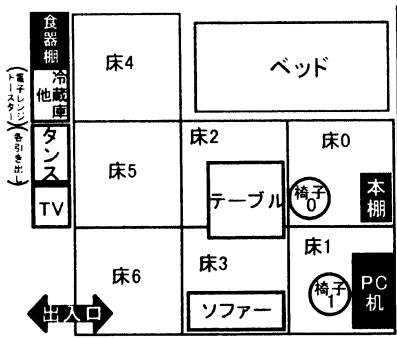 食器棚
冷蔵庫
他
(電子レンジ
トースター)
(各引き出し)
タンス
TV
床4
ベッド
床5
床2
床0
テーブル
椅子
0
本棚
床6
床3
床1
椅子
1
PC
机
ソファー
出入口